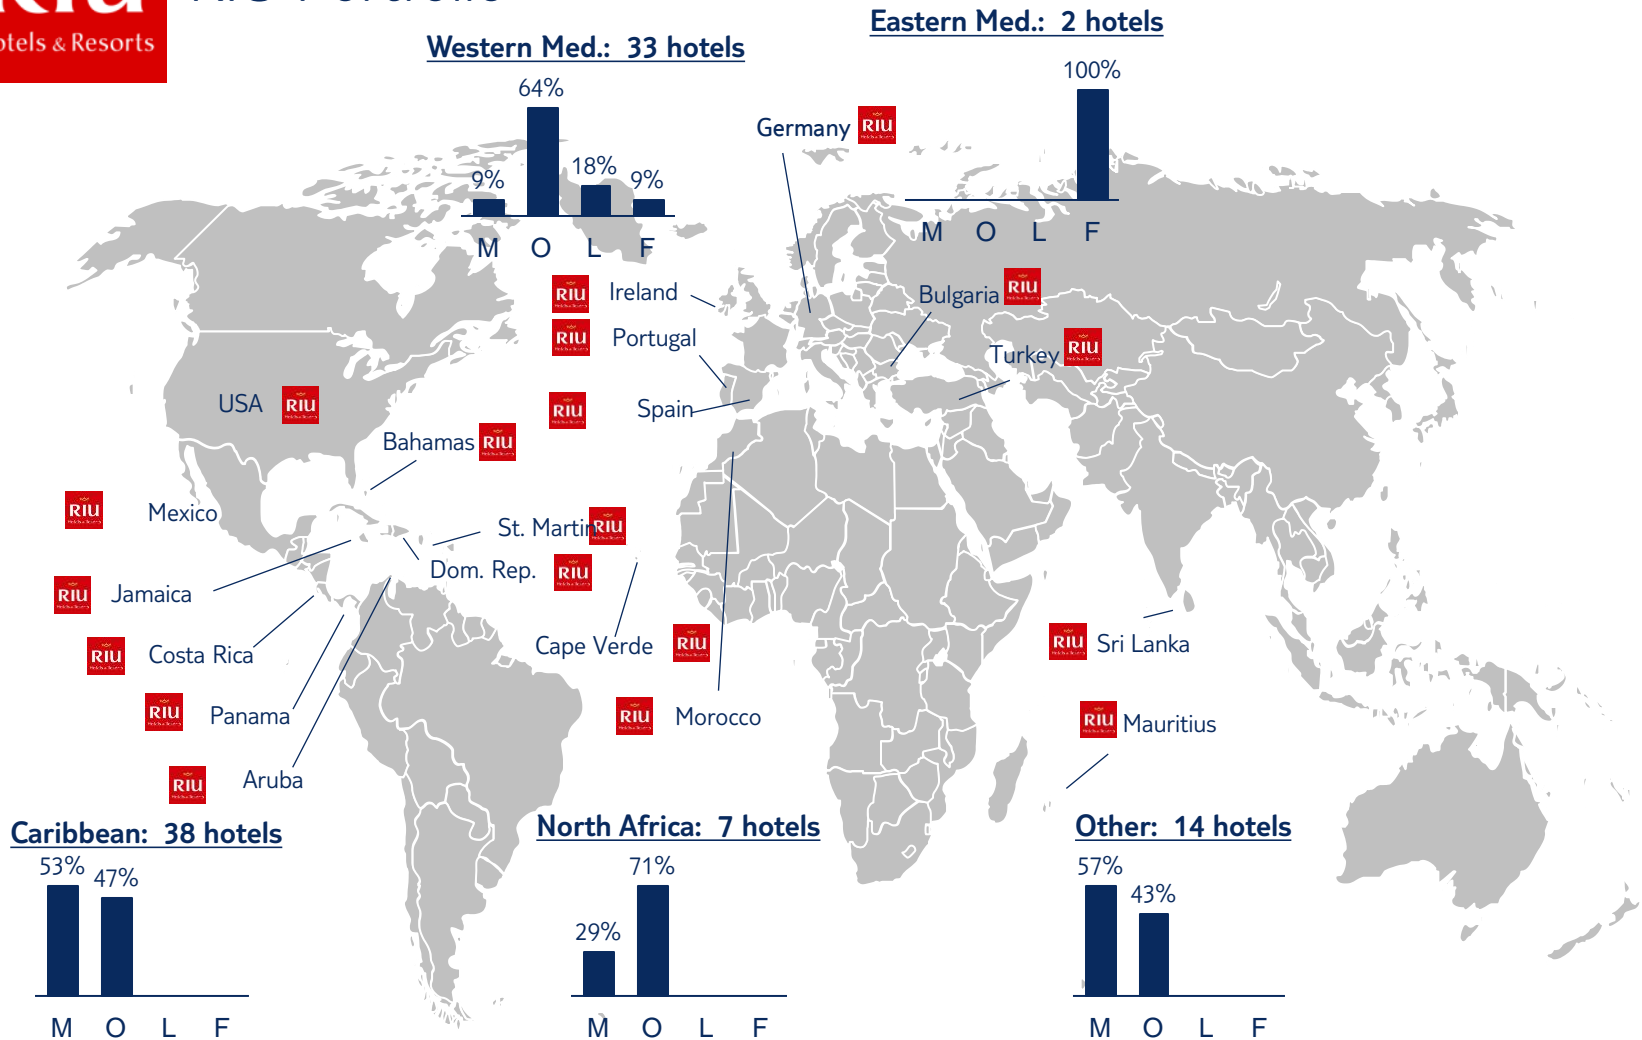 Hotels & Resorts
RIU Portfolio
Eastern Med.: 2 hotels
Western Med.: 33 hotels
100%
64%
18%
9%
9%
M O L F
M O L F
Germany
RIU
Ireland
RIU
Bulgaria
RIU
Portugal
RIU
Turkey
RIU
USA
RIU
Spain
RIU
Bahamas
RIU
Mexico
RIU
St. Martin
RIU
Dom. Rep.
RIU
Jamaica
RIU
Costa Rica
RIU
Cape Verde
RIU
Sri Lanka
RIU
Panama
RIU
Morocco
RIU
Mauritius
RIU
Aruba
RIU
Caribbean: 38 hotels
53%
47%
M O L F
North Africa: 7 hotels
71%
29%
M O L F
Other: 14 hotels
57%
43%
M O L F